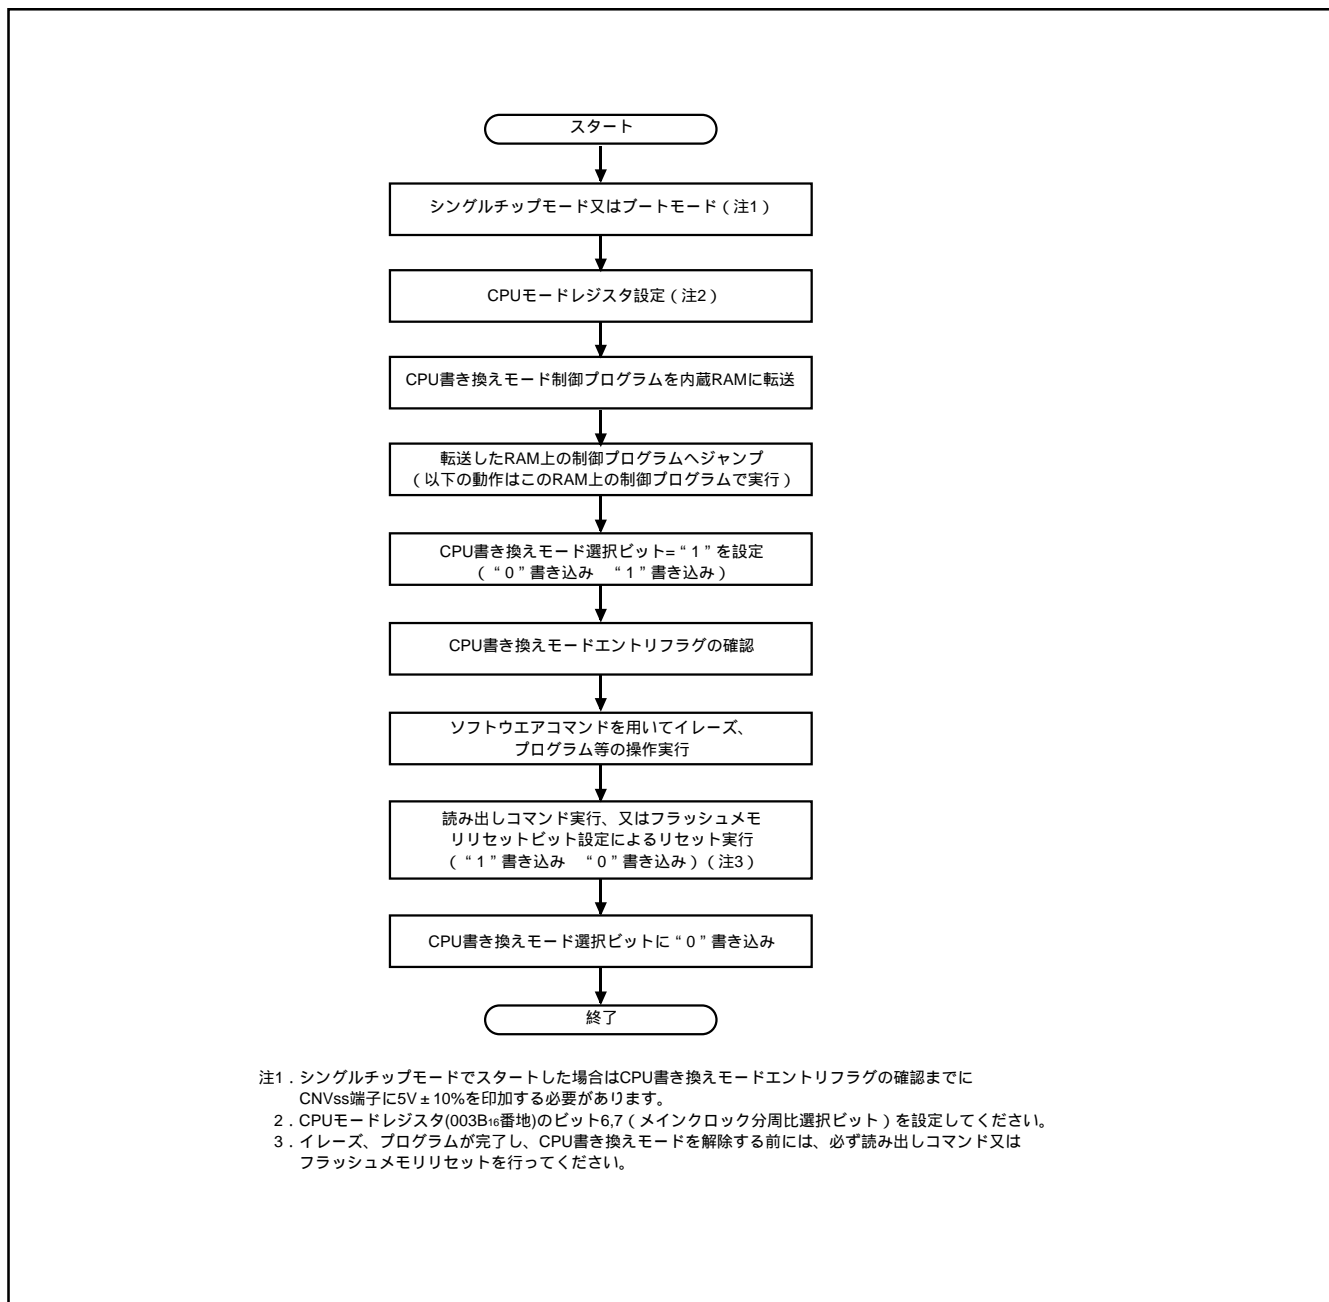 スタート
シングルチップモード又はブートモード（注1）
CPUモードレジスタ設定（注2）
CPU書き換えモード制御プログラムを内蔵RAMに転送
転送したRAM上の制御プログラムへジャンプ
（以下の動作はこのRAM上の制御プログラムで実行）
CPU書き換えモード選択ビット= “ 1 ” を設定
（ “ 0 ” 書き込み　“ 1 ” 書き込み）
CPU書き換えモードエントリフラグの確認
ソフトウエアコマンドを用いてイレーズ、
プログラム等の操作実行
読み出しコマンド実行、又はフラッシュメモ
リリセットビット設定によるリセット実行
（ “ 1 ” 書き込み　“ 0 ” 書き込み）（注3）
CPU書き換えモード選択ビットに “ 0 ” 書き込み
終了
注1．シングルチップモードでスタートした場合はCPU書き換えモードエントリフラグの確認までに
CNVss端子に5V±10%を印加する必要があります。
2．CPUモードレジスタ(003B₁₆番地)のビット6,7（メインクロック分周比選択ビット）を設定してください。
3．イレーズ、プログラムが完了し、CPU書き換えモードを解除する前には、必ず読み出しコマンド又は
フラッシュメモリリセットを行ってください。